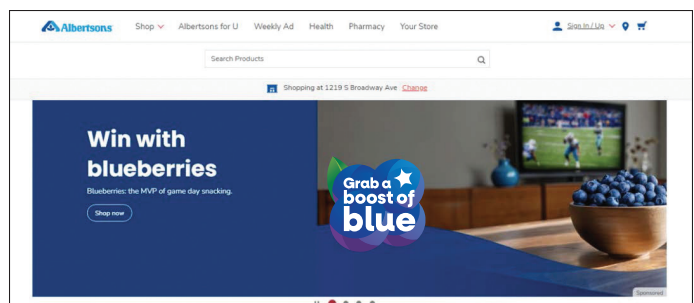 Albertsons
Shop Albertsons for U Weekly Ad Health Pharmacy Your Store Sign In / Up
Search Products
Shopping at 1219 S Broadway Ave Change
Win with
blueberries
Blueberries: the MVP of game day snacking.
Shop now
Grab a
boost of
blue
Sponsored